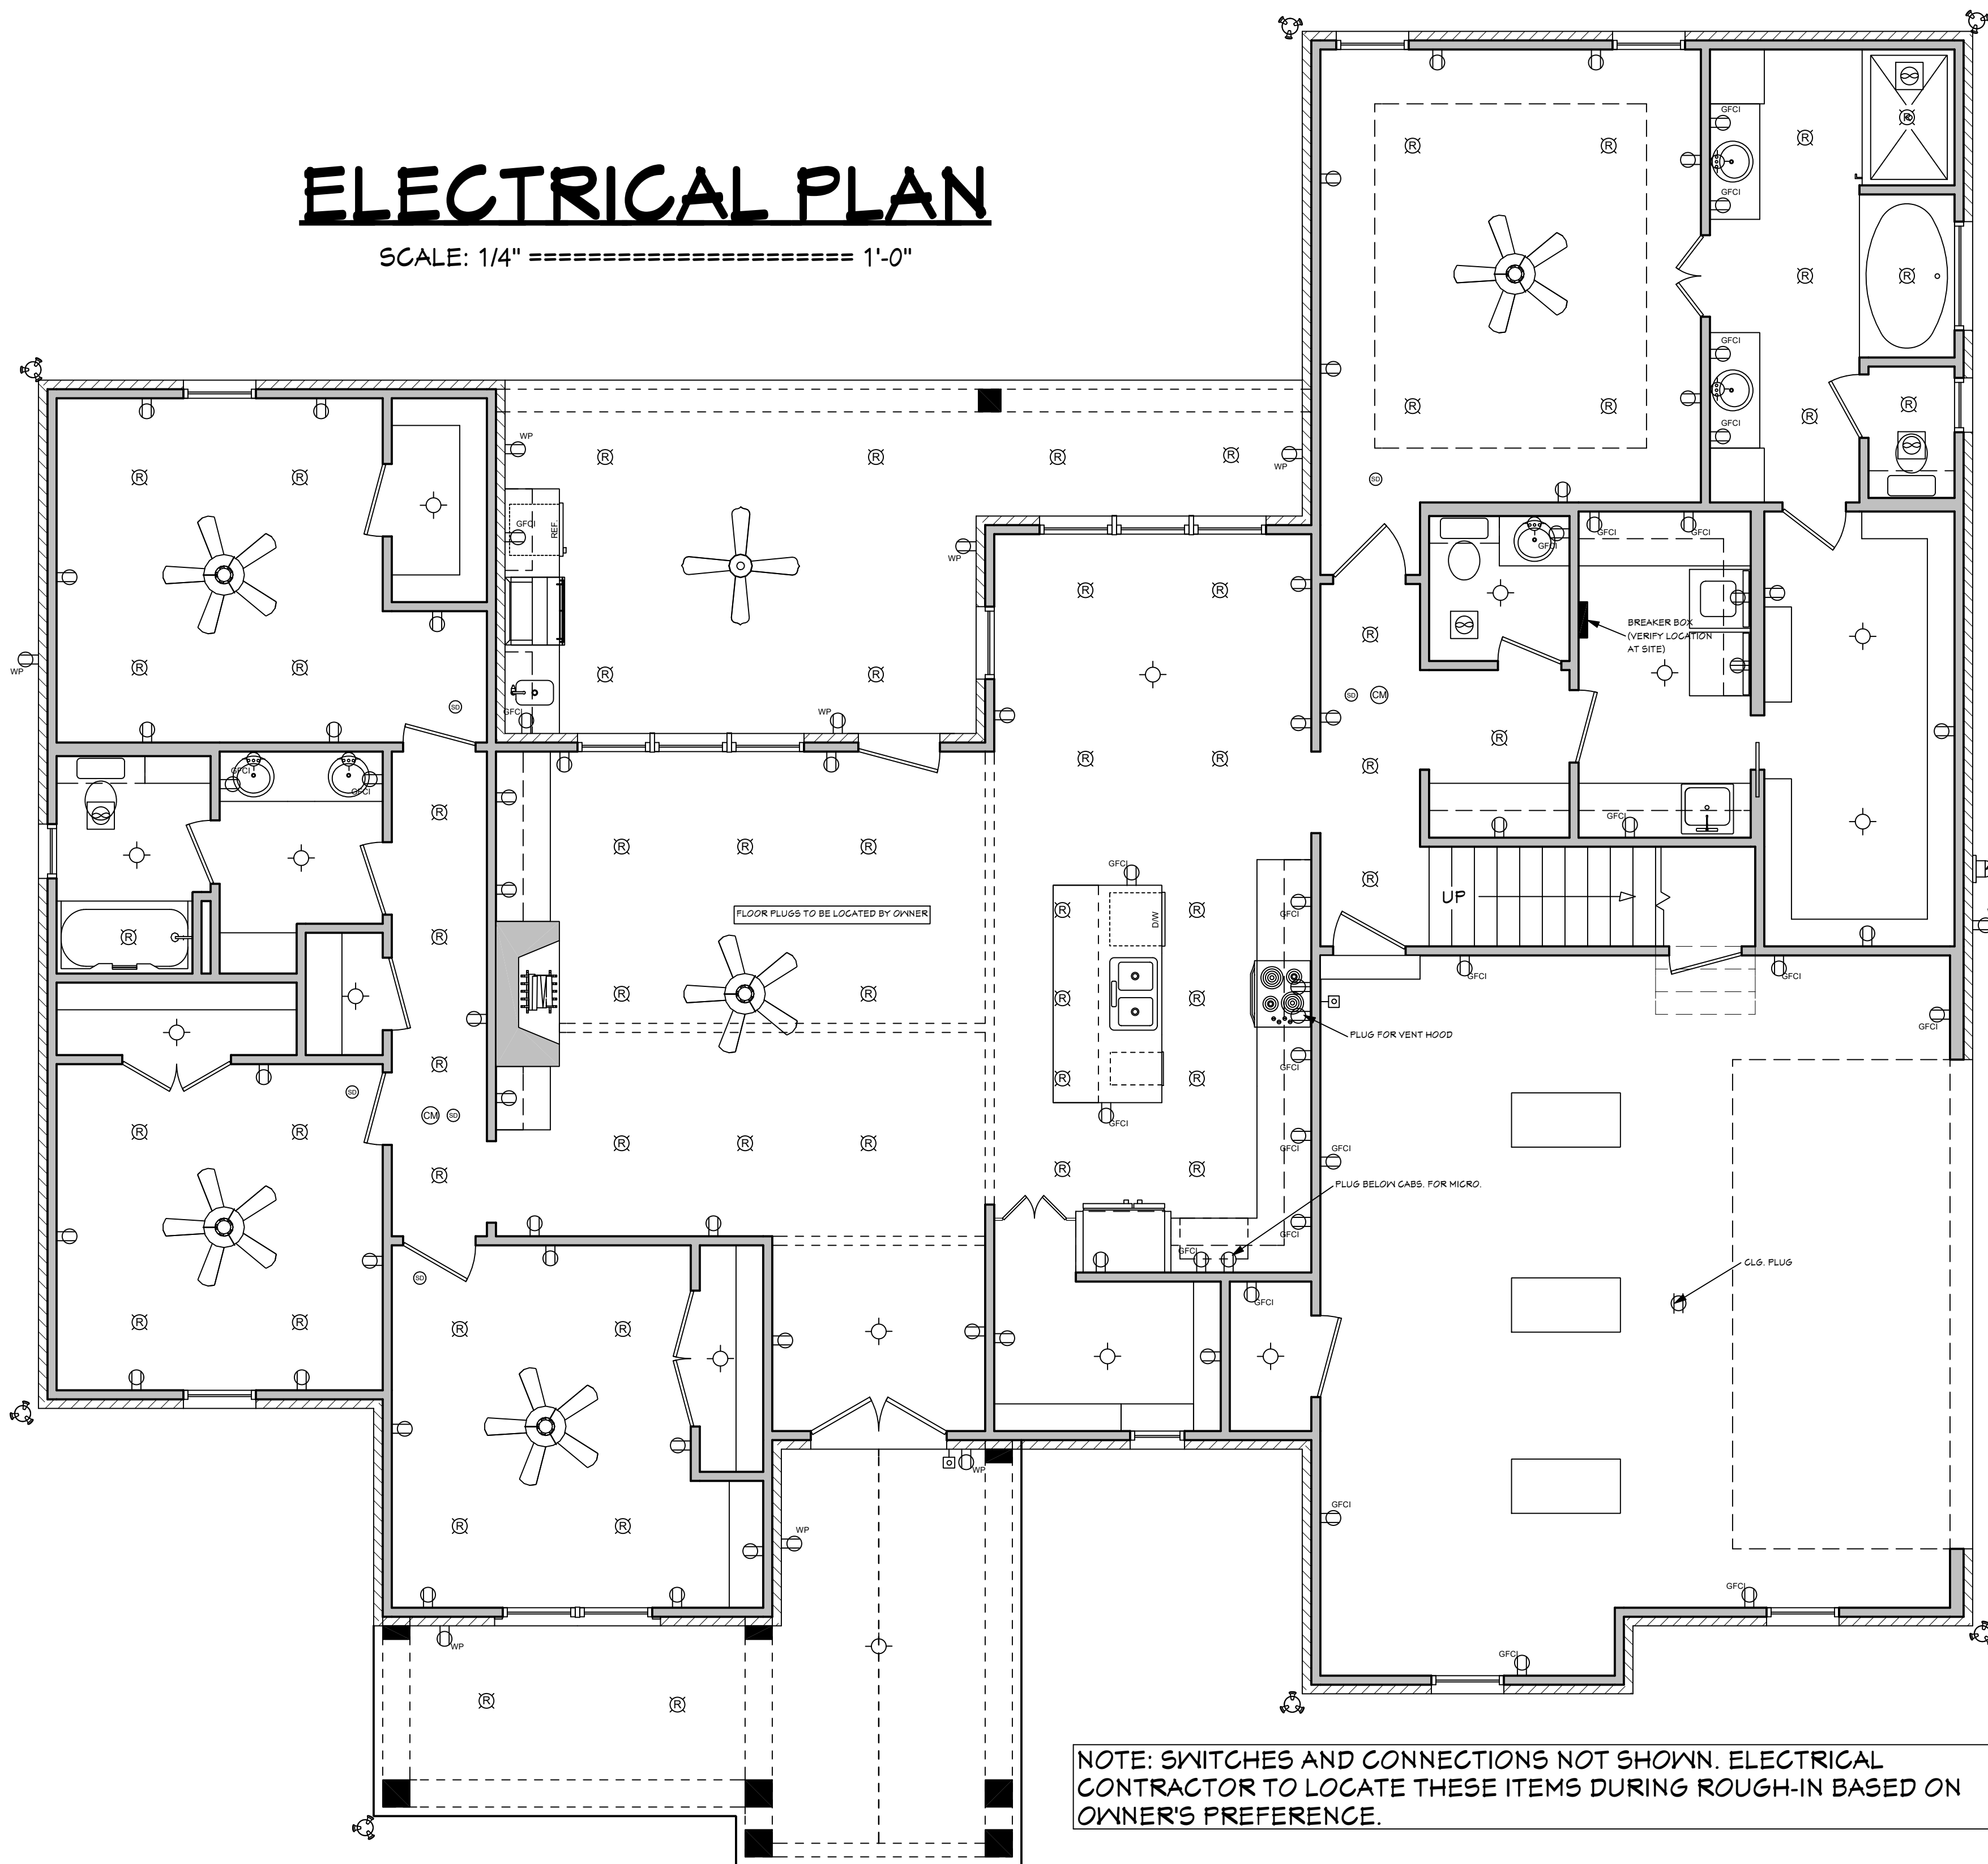 ELECTRICAL PLAN
SCALE: 1/4" ====================== 1'-0"
GFCI
R
R
R
R
GFCI
R
R
R
GFCI
R
R
R
R
GFCI
WP
R
R
R
R
WP
R
R
SD
GFCI
REF.
GFCI
GFCI
GFCI
WP
R
R
BREAKER BOX
(VERIFY LOCATION
AT SITE)
R
WP
R
R
R
R
SD
SD
CM
GFCI
WP
R
R
R
R
GFCI
GFCI
R
GFCI
R
R
R
GFCI
R
UP
FLOOR PLUGS TO BE LOCATED BY OWNER
R
D/W
R
GFCI
R
R
GFCI
GFCI
R
R
R
R
GFCI
PLUG FOR VENT HOOD
R
GFCI
R
R
SD
CM
SD
GFCI
R
R
R
R
R
GFCI
GFCI
R
R
R
PLUG BELOW CABS. FOR MICRO.
GFCI
GFCI
CLG. PLUG
SD
GFCI
R
R
R
R
WP
GFCI
R
R
WP
GFCI
WP
GFCI
R
R
NOTE: SWITCHES AND CONNECTIONS NOT SHOWN. ELECTRICAL
CONTRACTOR TO LOCATE THESE ITEMS DURING ROUGH-IN BASED ON
OWNER'S PREFERENCE.